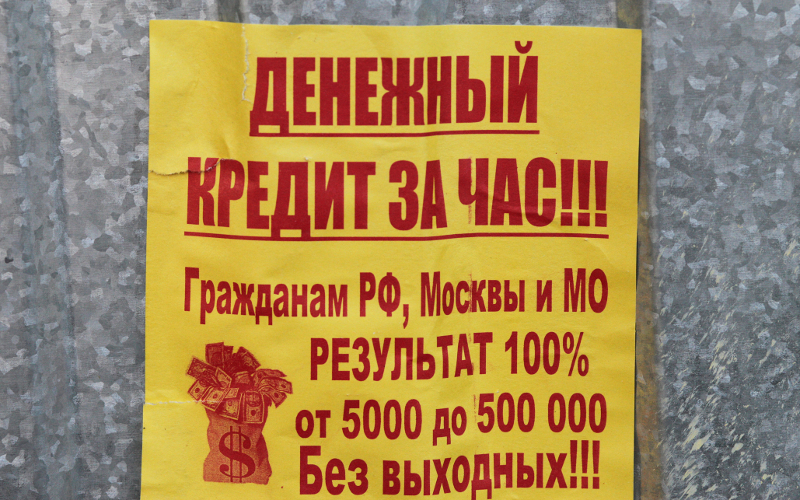 ДЕНЕЖНЫЙ
КРЕДИТ ЗА ЧАС!!!
Гражданам РФ, Москвы и МО
РЕЗУЛЬТАТ 100%
от 5000 до 500 000
$
Без выходных!!!